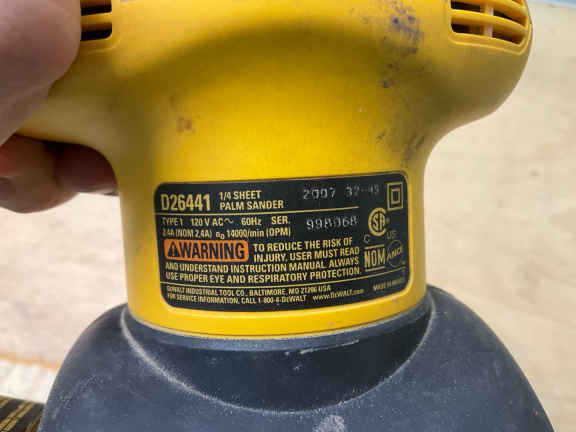 D26441 1/4 SHEET PALM SANDER 2007 32-45
TYPE 1 120 V AC~ 60Hz SER. 998068
2.4A (NOM 2,4A) n₀ 14000/min (OPM)
C US
WARNING TO REDUCE THE RISK OF
INJURY, USER MUST READ
AND UNDERSTAND INSTRUCTION MANUAL. ALWAYS
USE PROPER EYE AND RESPIRATORY PROTECTION.
NOM ANCE
DEWALT INDUSTRIAL TOOL CO., BALTIMORE, MD 21286 USA
FOR SERVICE INFORMATION, CALL 1-800-4-DEWALT www.DEWALT.com
MADE IN MEXICO